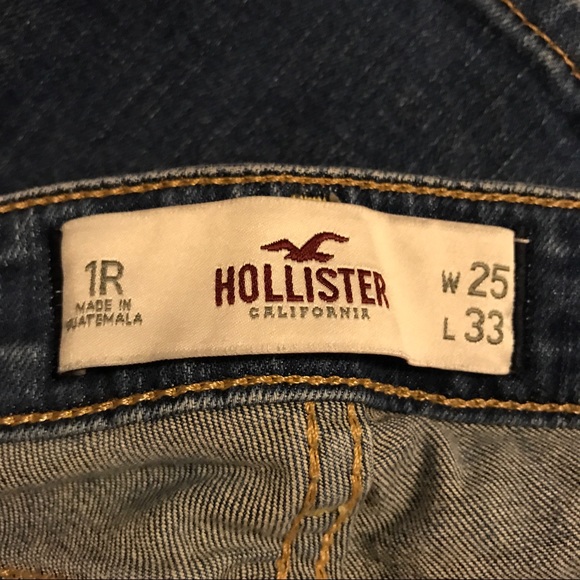 1R
MADE IN
GUATEMALA
HOLLISTER
CALIFORNIA
W 25
L 33